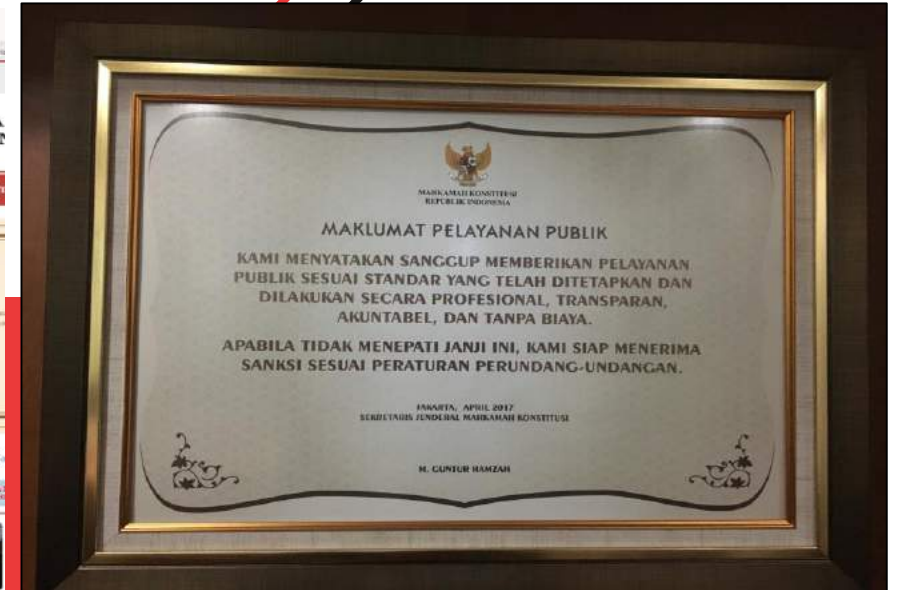 MAHKAMAH KONSTITUSI
REPUBLIK INDONESIA
MAKLUMAT PELAYANAN PUBLIK
KAMI MENYATAKAN SANGGUP MEMBERIKAN PELAYANAN
PUBLIK SESUAI STANDAR YANG TELAH DITETAPKAN DAN
DILAKUKAN SECARA PROFESIONAL, TRANSPARAN,
AKUNTABEL, DAN TANPA BIAYA.
APABILA TIDAK MENEPATI JANJI INI, KAMI SIAP MENERIMA
SANKSI SESUAI PERATURAN PERUNDANG-UNDANGAN.
JAKARTA, APRIL 2017
SEKRETARIS JENDERAL MAHKAMAH KONSTITUSI
M. GUNTUR HAMZAH